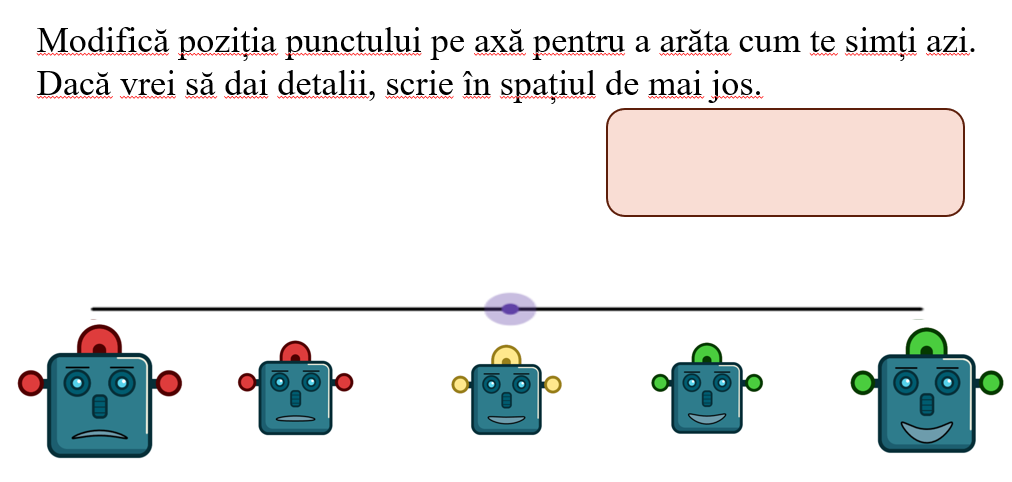 Modifică poziția punctului pe axă pentru a arăta cum te simți azi.
Dacă vrei să dai detalii, scrie în spațiul de mai jos.